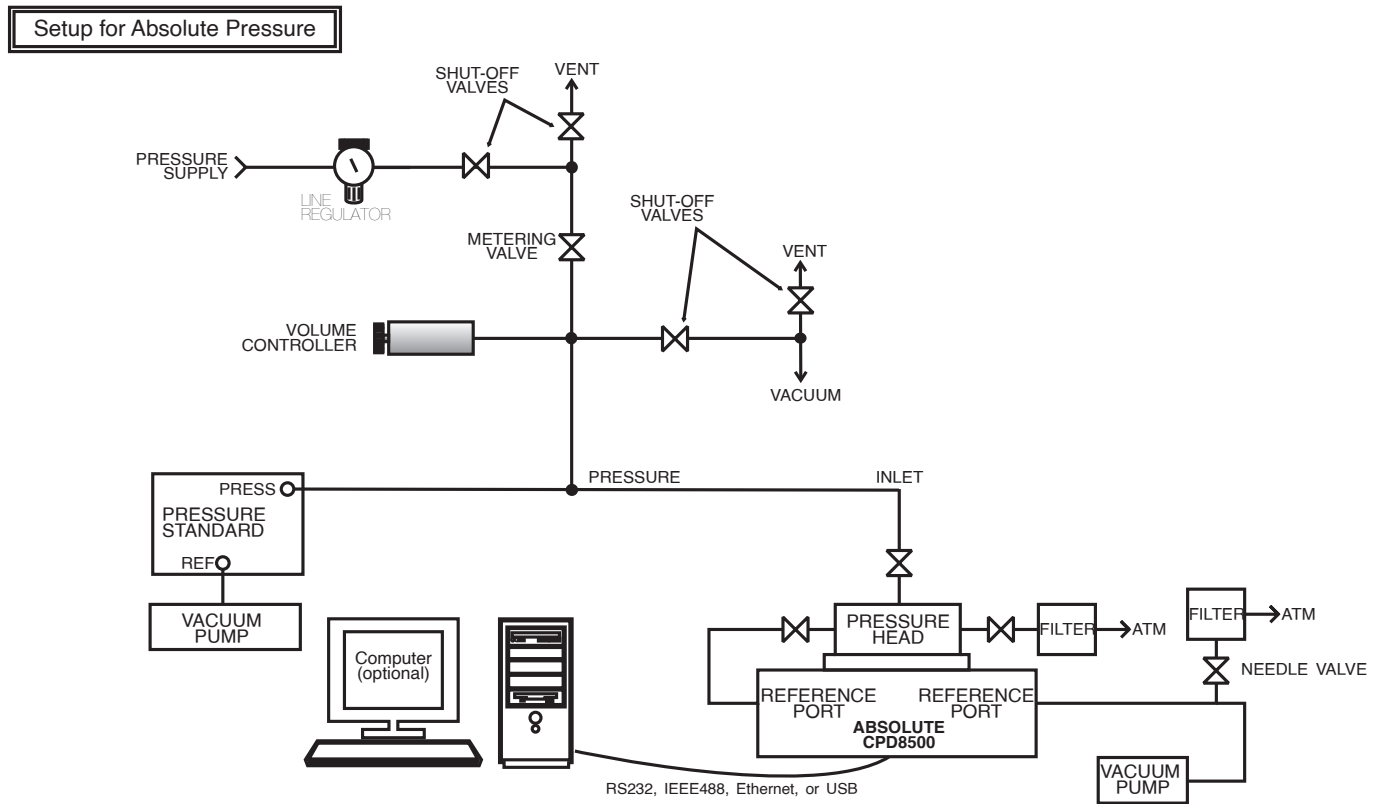 Setup for Absolute Pressure
SHUT-OFF
VALVES
VENT
PRESSURE
SUPPLY
LINE
REGULATOR
SHUT-OFF
VALVES
METERING
VALVE
VENT
VOLUME
CONTROLLER
VACUUM
PRESS
PRESSURE
INLET
PRESSURE
STANDARD
REF
VACUUM
PUMP
Computer
(optional)
PRESSURE
HEAD
FILTER
ATM
FILTER
ATM
NEEDLE VALVE
REFERENCE
PORT
REFERENCE
PORT
ABSOLUTE
CPD8500
VACUUM
PUMP
RS232, IEEE488, Ethernet, or USB